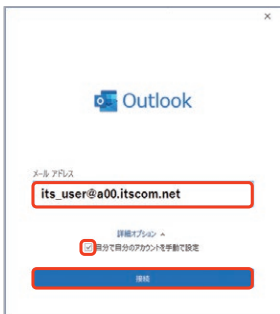 ×
Outlook
メール アドレス
its_user@a00.itscom.net
詳細オプション ^
自分で自分のアカウントを手動で設定
接続